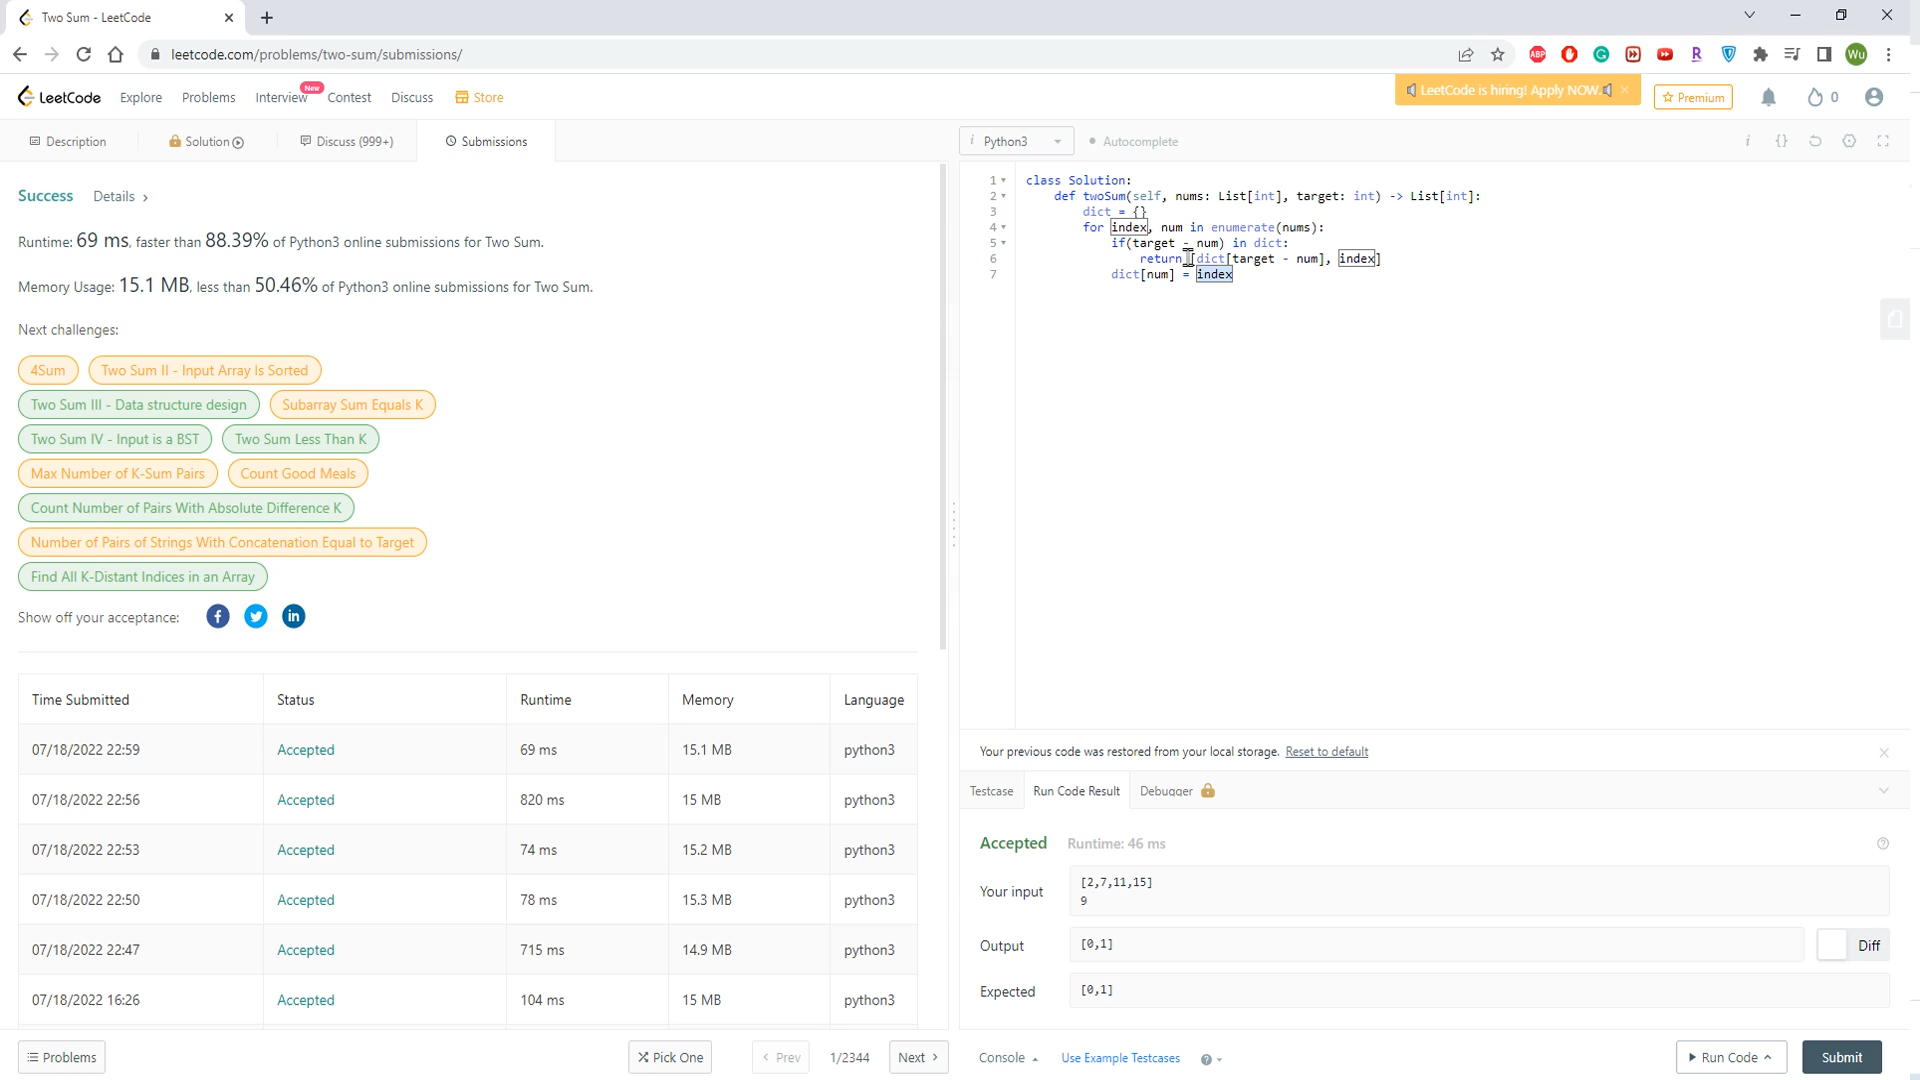 Two Sum - LeetCode
leetcode.com/problems/two-sum/submissions/
ABP
R
Wu
LeetCode
Explore
Problems
Interview
New
Contest
Discuss
Store
LeetCode is hiring! Apply NOW.
Premium
0
Description
Solution
Discuss (999+)
Submissions
Python3
Autocomplete
Success
Details
Runtime: 69 ms, faster than 88.39% of Python3 online submissions for Two Sum.
Memory Usage: 15.1 MB, less than 50.46% of Python3 online submissions for Two Sum.
Next challenges:
4Sum
Two Sum II - Input Array Is Sorted
Two Sum III - Data structure design
Subarray Sum Equals K
Two Sum IV - Input is a BST
Two Sum Less Than K
Max Number of K-Sum Pairs
Count Good Meals
Count Number of Pairs With Absolute Difference K
Number of Pairs of Strings With Concatenation Equal to Target
Find All K-Distant Indices in an Array
Show off your acceptance:
Time Submitted Status Runtime Memory Language
07/18/2022 22:59 Accepted 69 ms 15.1 MB python3
07/18/2022 22:56 Accepted 820 ms 15 MB python3
07/18/2022 22:53 Accepted 74 ms 15.2 MB python3
07/18/2022 22:50 Accepted 78 ms 15.3 MB python3
07/18/2022 22:47 Accepted 715 ms 14.9 MB python3
07/18/2022 16:26 Accepted 104 ms 15 MB python3
Problems
Pick One
Prev
1/2344
Next
1 class Solution:
2 def twoSum(self, nums: List[int], target: int) -> List[int]:
3 dict = {}
4 for index, num in enumerate(nums):
5 if(target - num) in dict:
6 return [dict[target - num], index]
7 dict[num] = index
Your previous code was restored from your local storage. Reset to default
Testcase
Run Code Result
Debugger
Accepted
Runtime: 46 ms
Your input
[2,7,11,15]
9
Output
[0,1]
Diff
Expected
[0,1]
Console
Use Example Testcases
Run Code
Submit